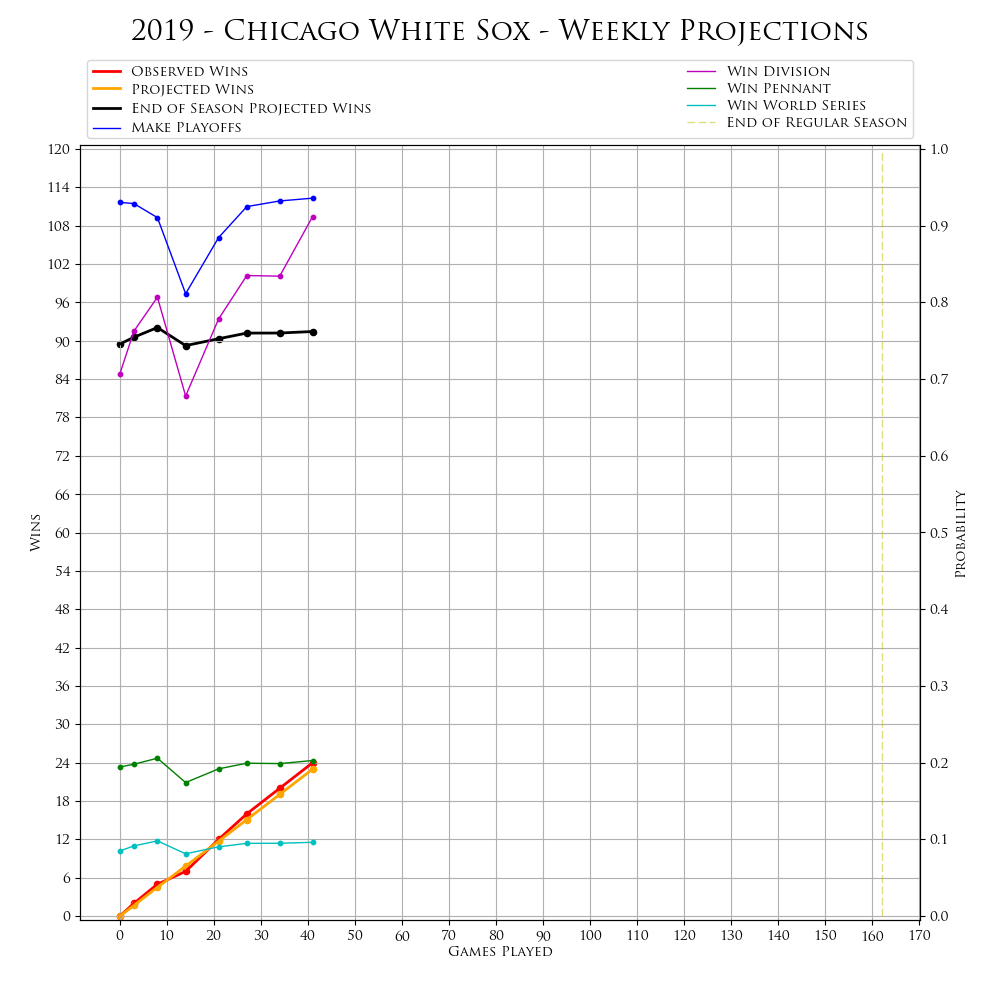 2019 - Chicago White Sox - Weekly Projections
Observed Wins
Projected Wins
End of Season Projected Wins
Make Playoffs
Win Division
Win Pennant
Win World Series
End of Regular Season
120
114
108
102
96
90
84
78
72
66
60
54
48
42
36
30
24
18
12
6
0
Wins
1.0
0.9
0.8
0.7
0.6
0.5
0.4
0.3
0.2
0.1
0.0
Probability
0 10 20 30 40 50 60 70 80 90 100 110 120 130 140 150 160 170
Games Played